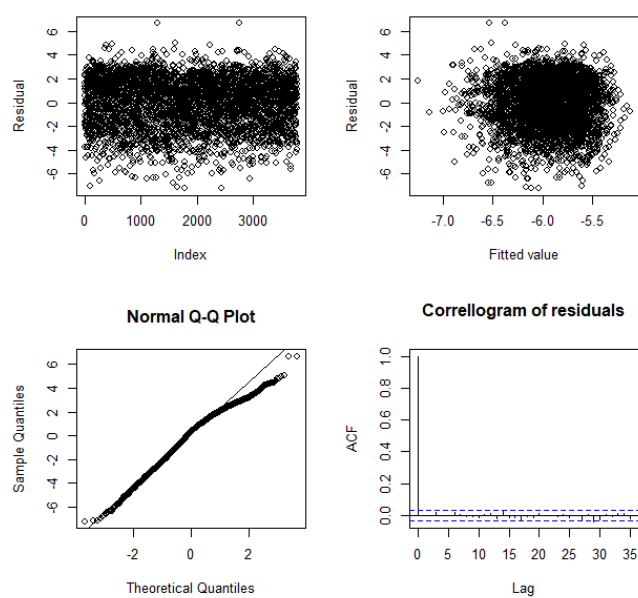 Residual
6
4
2
0
-2
-4
-6
0 1000 2000 3000
Index
Residual
6
4
2
0
-2
-4
-6
-7.0 -6.5 -6.0 -5.5
Fitted value
Normal Q-Q Plot
Sample Quantiles
6
4
2
0
-2
-4
-6
-2 0 2
Theoretical Quantiles
Correllogram of residuals
ACF
1.0
0.8
0.6
0.4
0.2
0.0
0 5 10 15 20 25 30 35
Lag